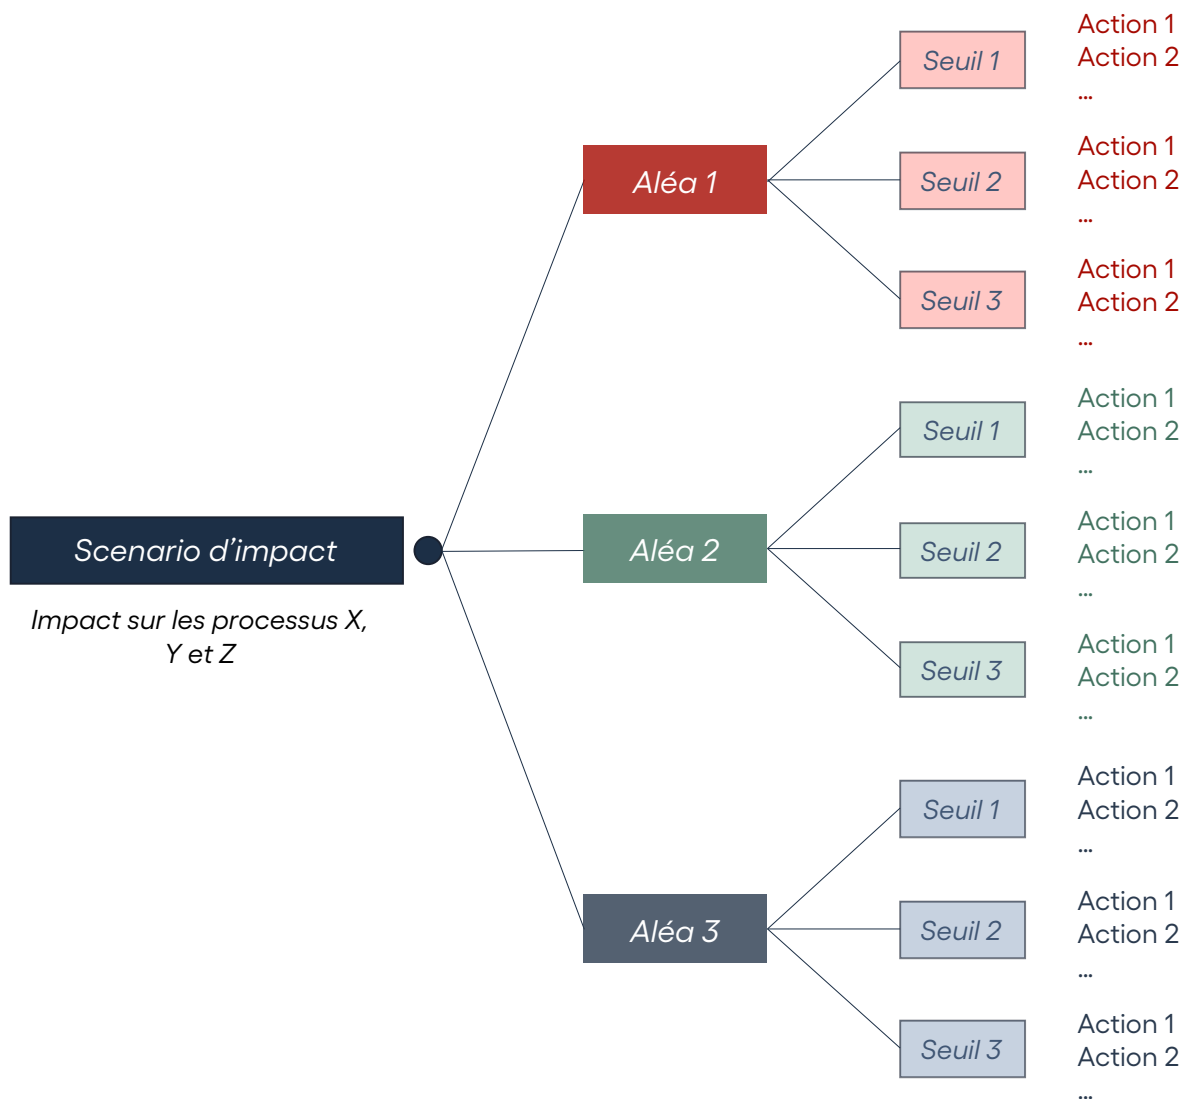 Scenario d'impact
Impact sur les processus X,
Y et Z
Aléa 1
Seuil 1
Action 1
Action 2
...
Seuil 2
Action 1
Action 2
...
Seuil 3
Action 1
Action 2
...
Aléa 2
Seuil 1
Action 1
Action 2
...
Seuil 2
Action 1
Action 2
...
Seuil 3
Action 1
Action 2
...
Aléa 3
Seuil 1
Action 1
Action 2
...
Seuil 2
Action 1
Action 2
...
Seuil 3
Action 1
Action 2
...